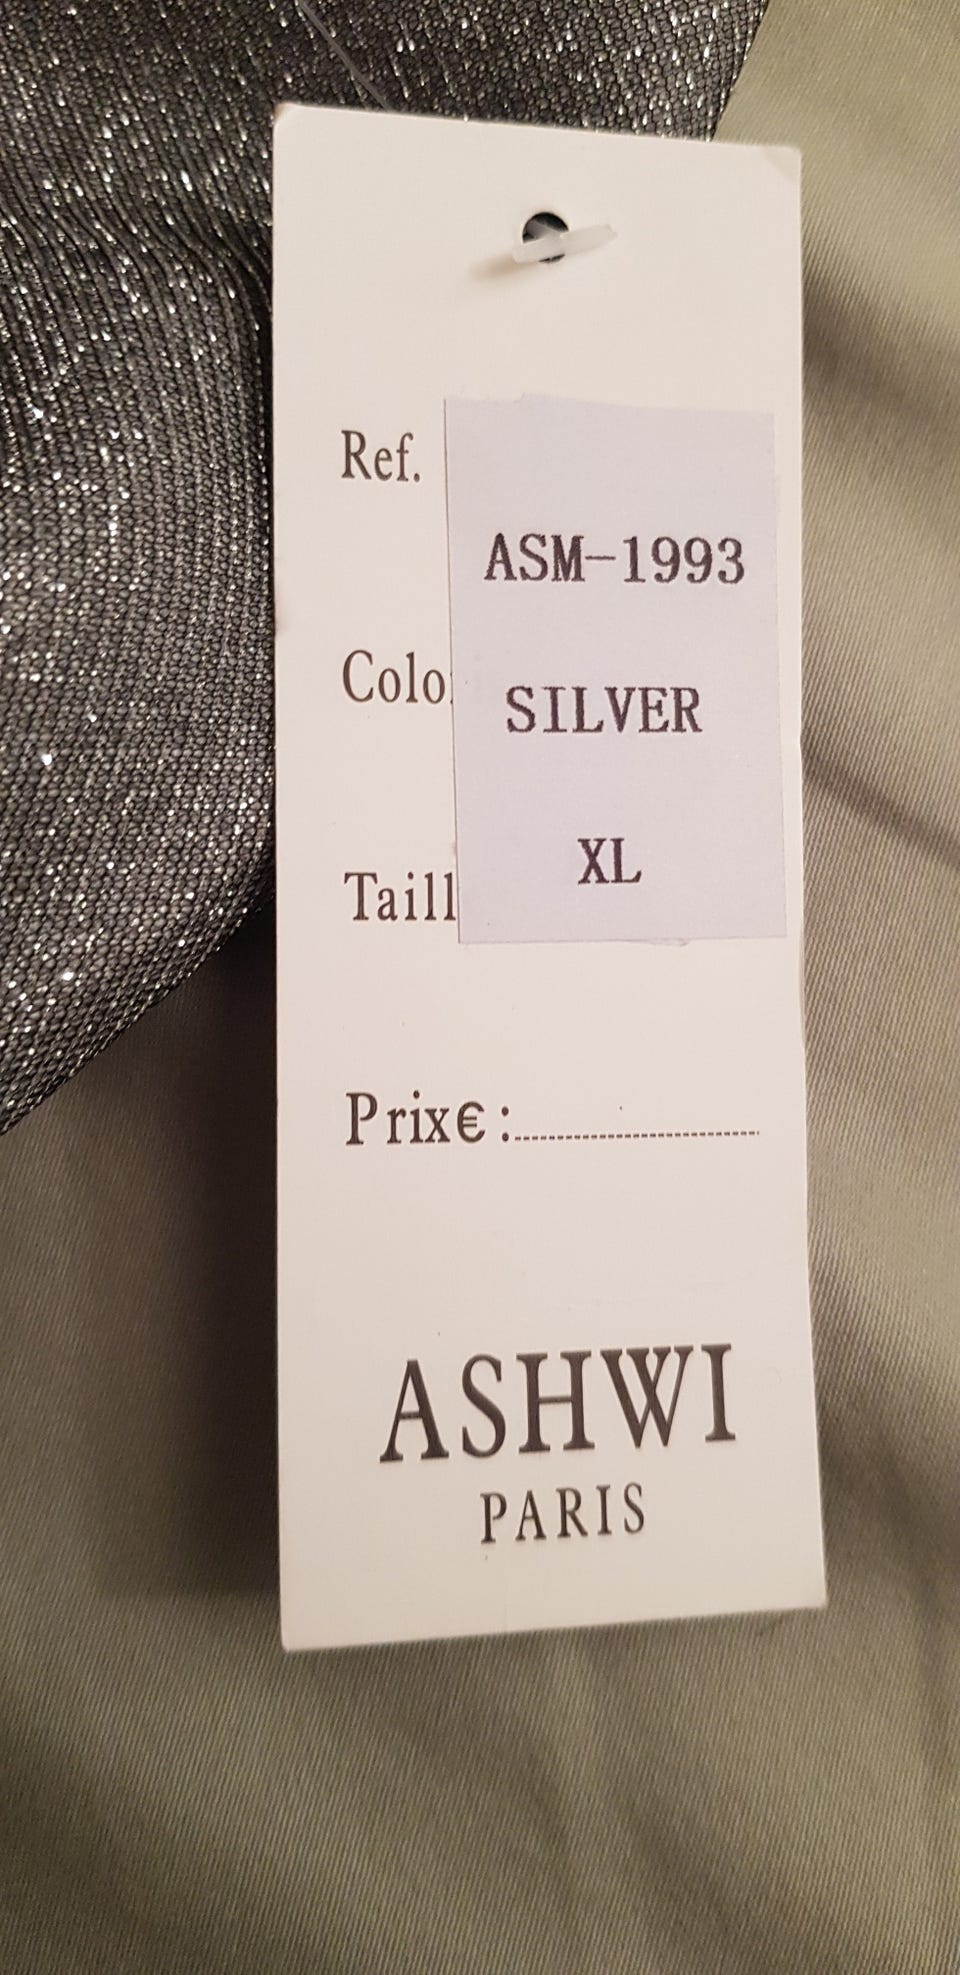 Ref.
ASM-1993
Colo
SILVER
XL
Taill
Prix€ :
ASHWI
PARIS